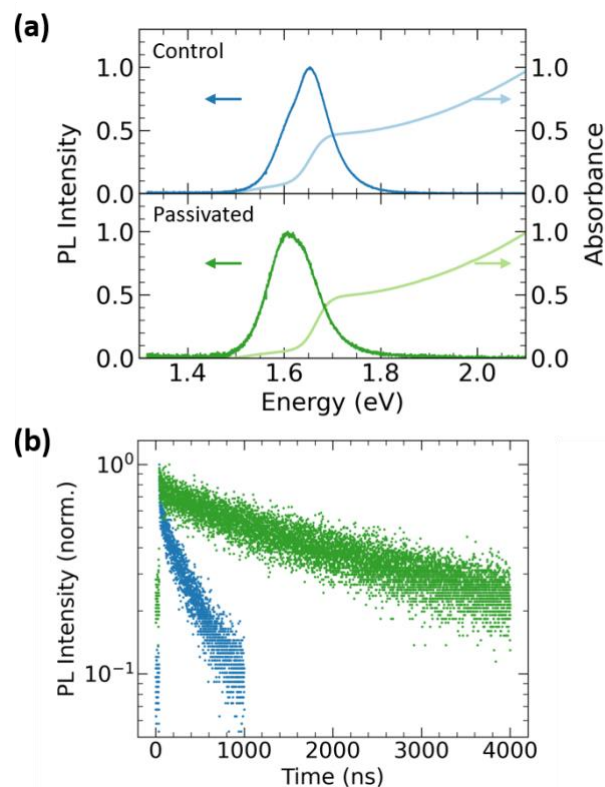 (a)
Control
1.0
0.5
0.0
1.0
0.5
0.0
PL Intensity
Absorbance
Passivated
1.0
0.5
0.0
1.0
0.5
0.0
1.4 1.6 1.8 2.0
Energy (eV)
(b)
PL Intensity (norm.)
10⁰
10⁻¹
0 1000 2000 3000 4000
Time (ns)